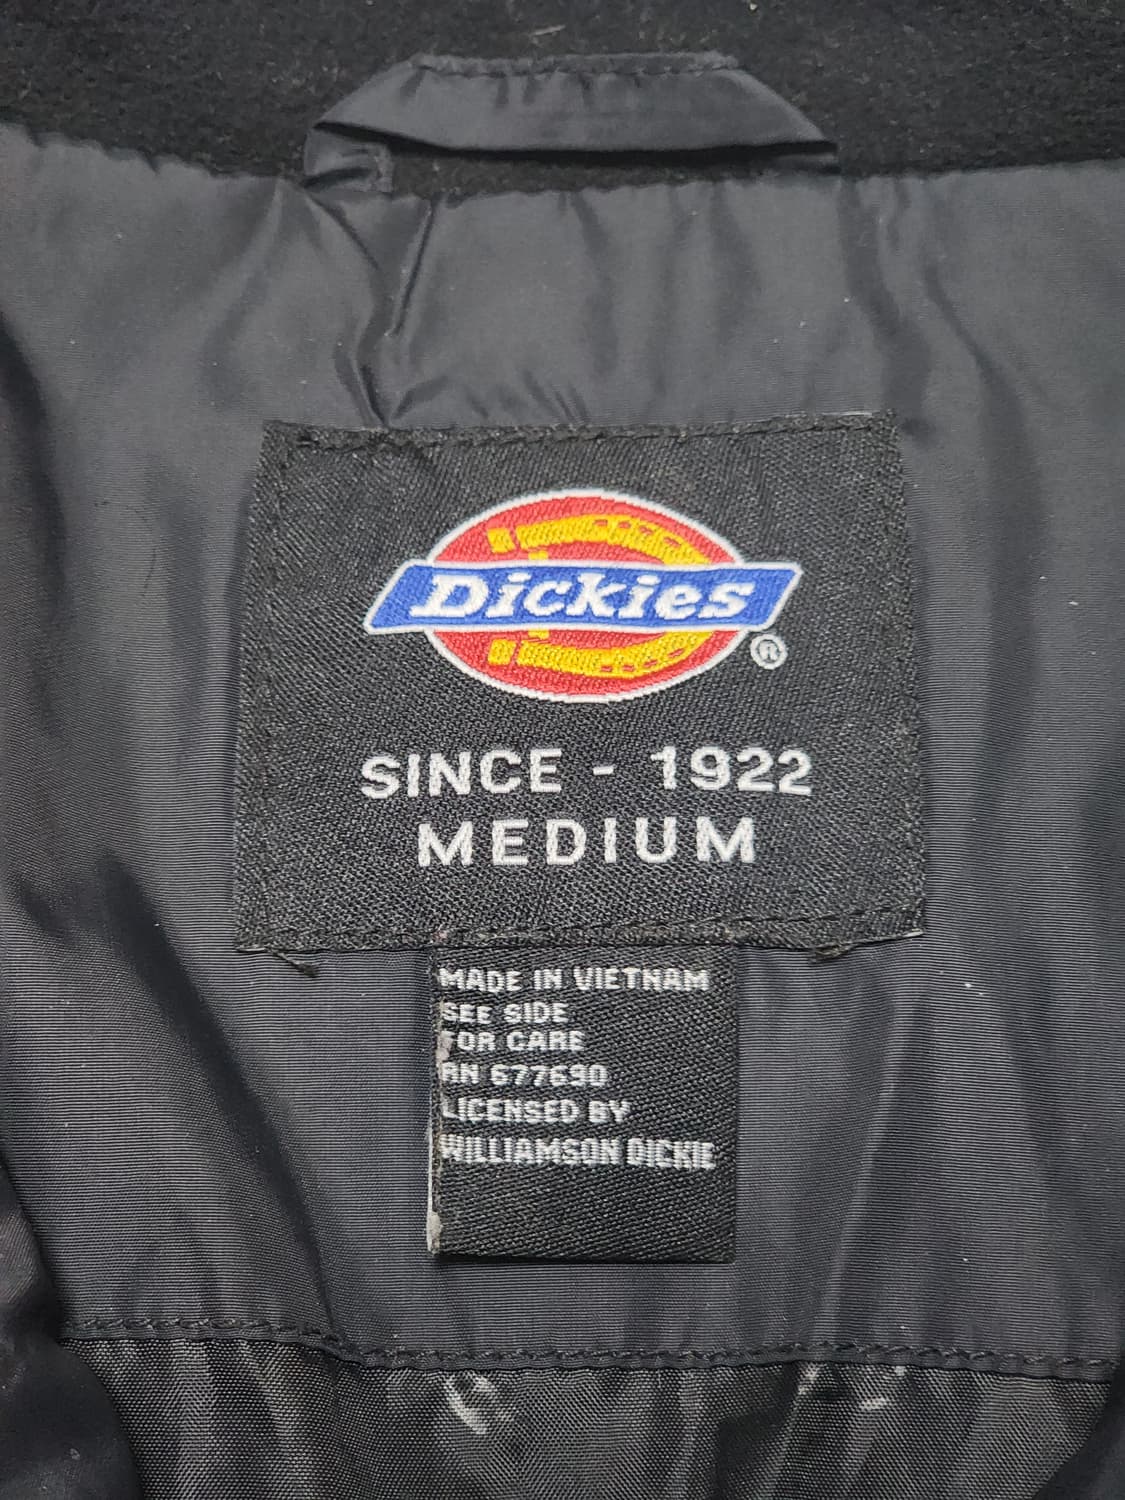 Dickies®
SINCE - 1922
MEDIUM
MADE IN VIETNAM
SEE SIDE
FOR CARE
RN 677690
LICENSED BY
WILLIAMSON DICKIE